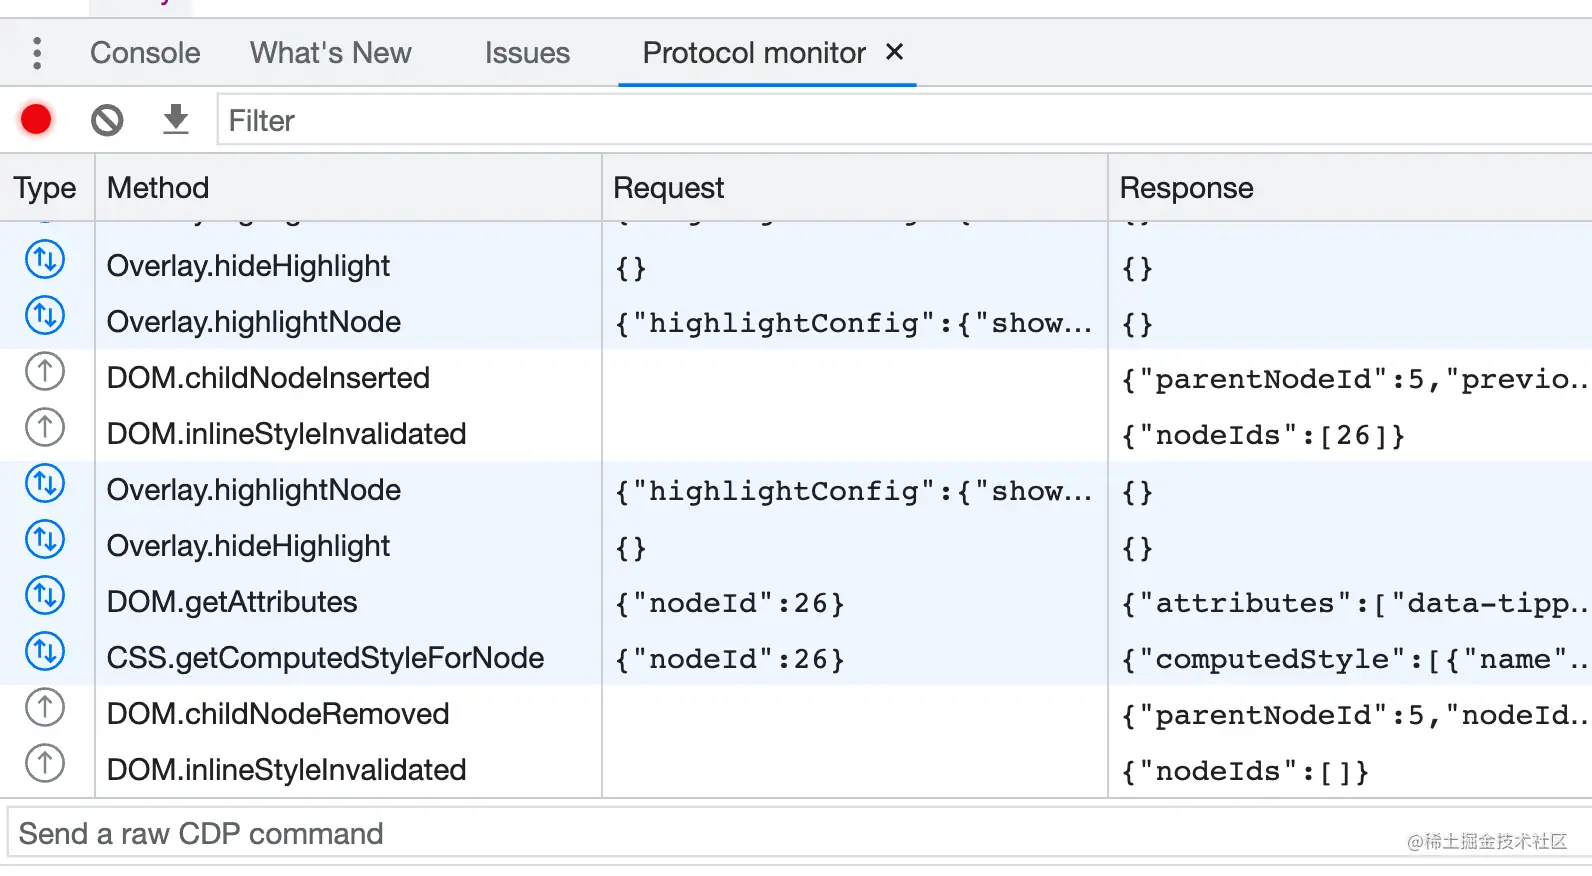 Console What's New Issues Protocol monitor ×
Filter
Type Method Request Response
Overlay.hideHighlight {} {}
Overlay.highlightNode {"highlightConfig":{"show... {}
DOM.childNodeInserted {"parentNodeId":5,"previo..
DOM.inlineStyleInvalidated {"nodeIds":[26]}
Overlay.highlightNode {"highlightConfig":{"show... {}
Overlay.hideHighlight {} {}
DOM.getAttributes {"nodeId":26} {"attributes":["data-tipp..
CSS.getComputedStyleForNode {"nodeId":26} {"computedStyle":[{"name"..
DOM.childNodeRemoved {"parentNodeId":5,"nodeId..
DOM.inlineStyleInvalidated {"nodeIds":[]}
Send a raw CDP command
@稀土掘金技术社区